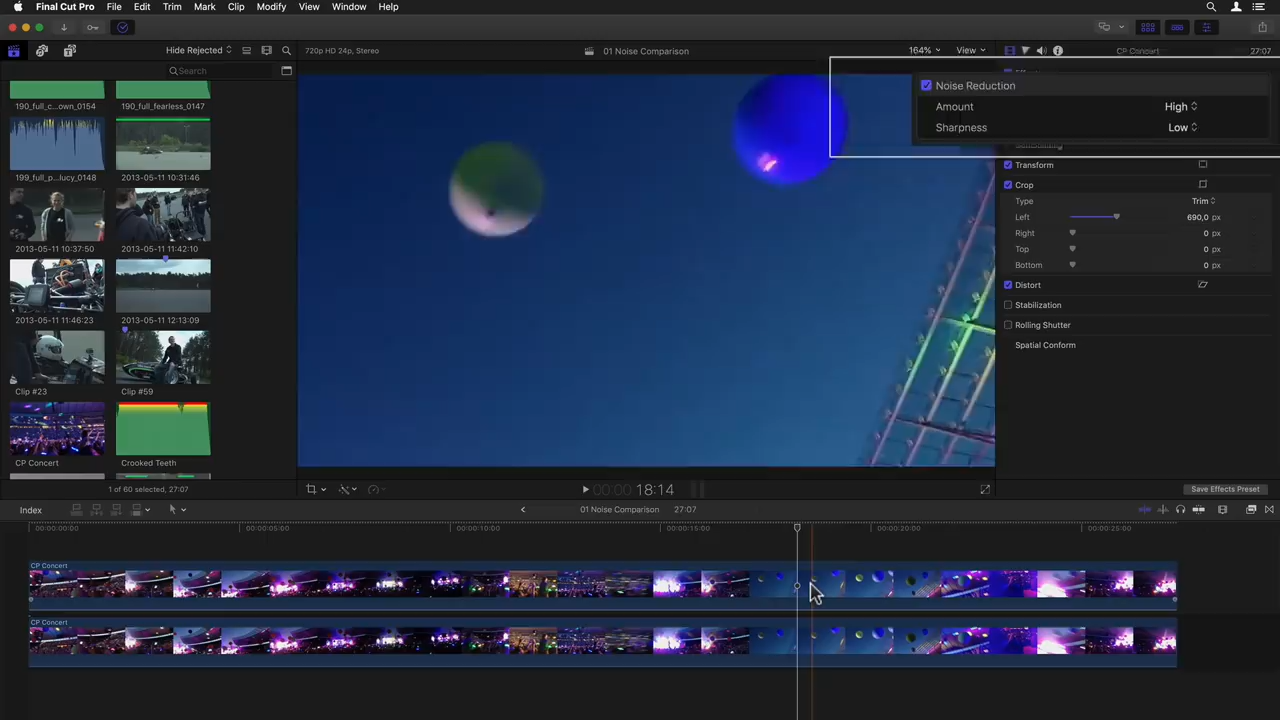 Final Cut Pro File Edit Trim Mark Clip Modify View Window Help
Hide Rejected
720p HD 24p, Stereo
01 Noise Comparison
164%
View
CP Concert
27:07
Search
Noise Reduction
Amount High
Sharpness Low
190_full_c...own_0154
190_full_fearless_0147
199_full_p...lucy_0148
2013-05-11 10:31:46
2013-05-11 10:37:50
2013-05-11 11:42:10
2013-05-11 11:46:23
2013-05-11 12:13:09
Clip #23
Clip #59
CP Concert
Crooked Teeth
1 of 60 selected, 27:07
Transform
Crop
Type Trim
Left 690,0 px
Right 0 px
Top 0 px
Bottom 0 px
Distort
Stabilization
Rolling Shutter
Spatial Conform
00:00 18:14
Save Effects Preset
Index
01 Noise Comparison
27:07
00:00:00:00
00:00:05:00
00:00:10:00
00:00:15:00
00:00:20:00
00:00:25:00
CP Concert
CP Concert